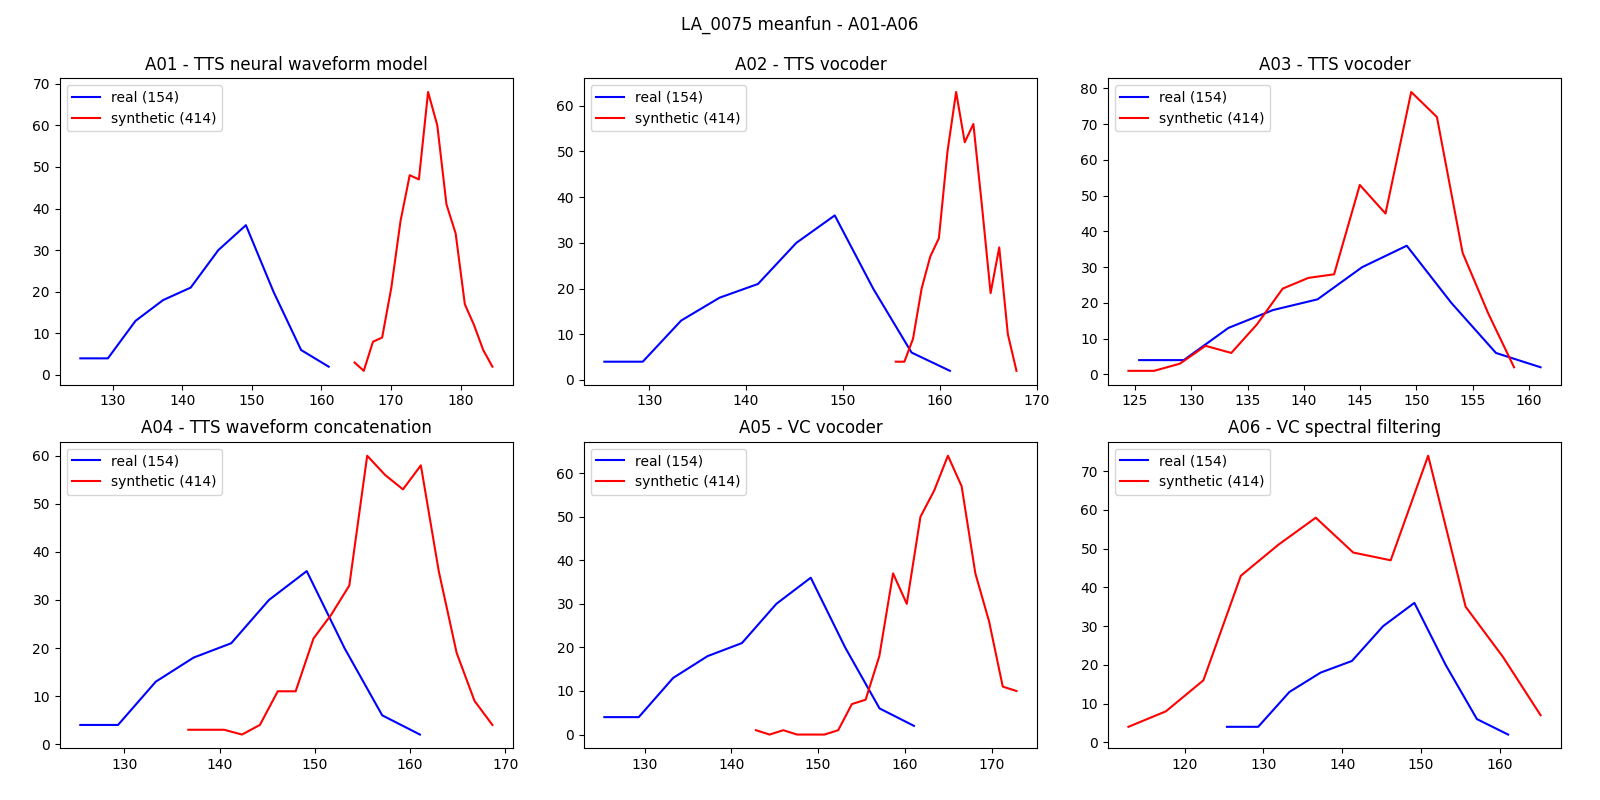 LA_0075 meanfun - A01-A06
A01 - TTS neural waveform model
real (154)
synthetic (414)
70
60
50
40
30
20
10
0
130 140 150 160 170 180
A02 - TTS vocoder
real (154)
synthetic (414)
60
50
40
30
20
10
0
130 140 150 160 170
A03 - TTS vocoder
real (154)
synthetic (414)
80
70
60
50
40
30
20
10
0
125 130 135 140 145 150 155 160
A04 - TTS waveform concatenation
real (154)
synthetic (414)
60
50
40
30
20
10
0
130 140 150 160 170
A05 - VC vocoder
real (154)
synthetic (414)
60
50
40
30
20
10
0
130 140 150 160 170
A06 - VC spectral filtering
real (154)
synthetic (414)
70
60
50
40
30
20
10
0
120 130 140 150 160